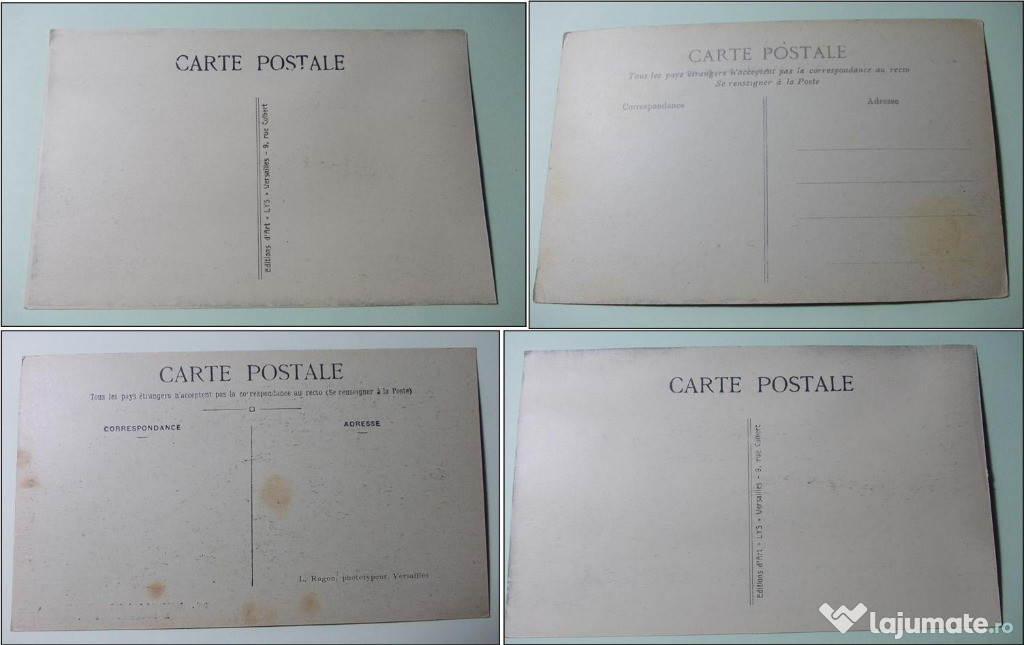 CARTE POSTALE
Editions d'Art « LYS » Versailles - 9, rue Colbert
CARTE POSTALE
Tous les pays étrangers n'acceptent pas la correspondance au recto
Se renseigner à la Poste
Correspondance
Adresse
CARTE POSTALE
Tous les pays étrangers n'acceptent pas la correspondance au recto (Se renseigner à la Poste)
CORRESPONDANCE
ADRESSE
L. Ragon, phototypeur, Versailles
CARTE POSTALE
Editions d'Art « LYS » Versailles - 9, rue Colbert
lajumate.ro